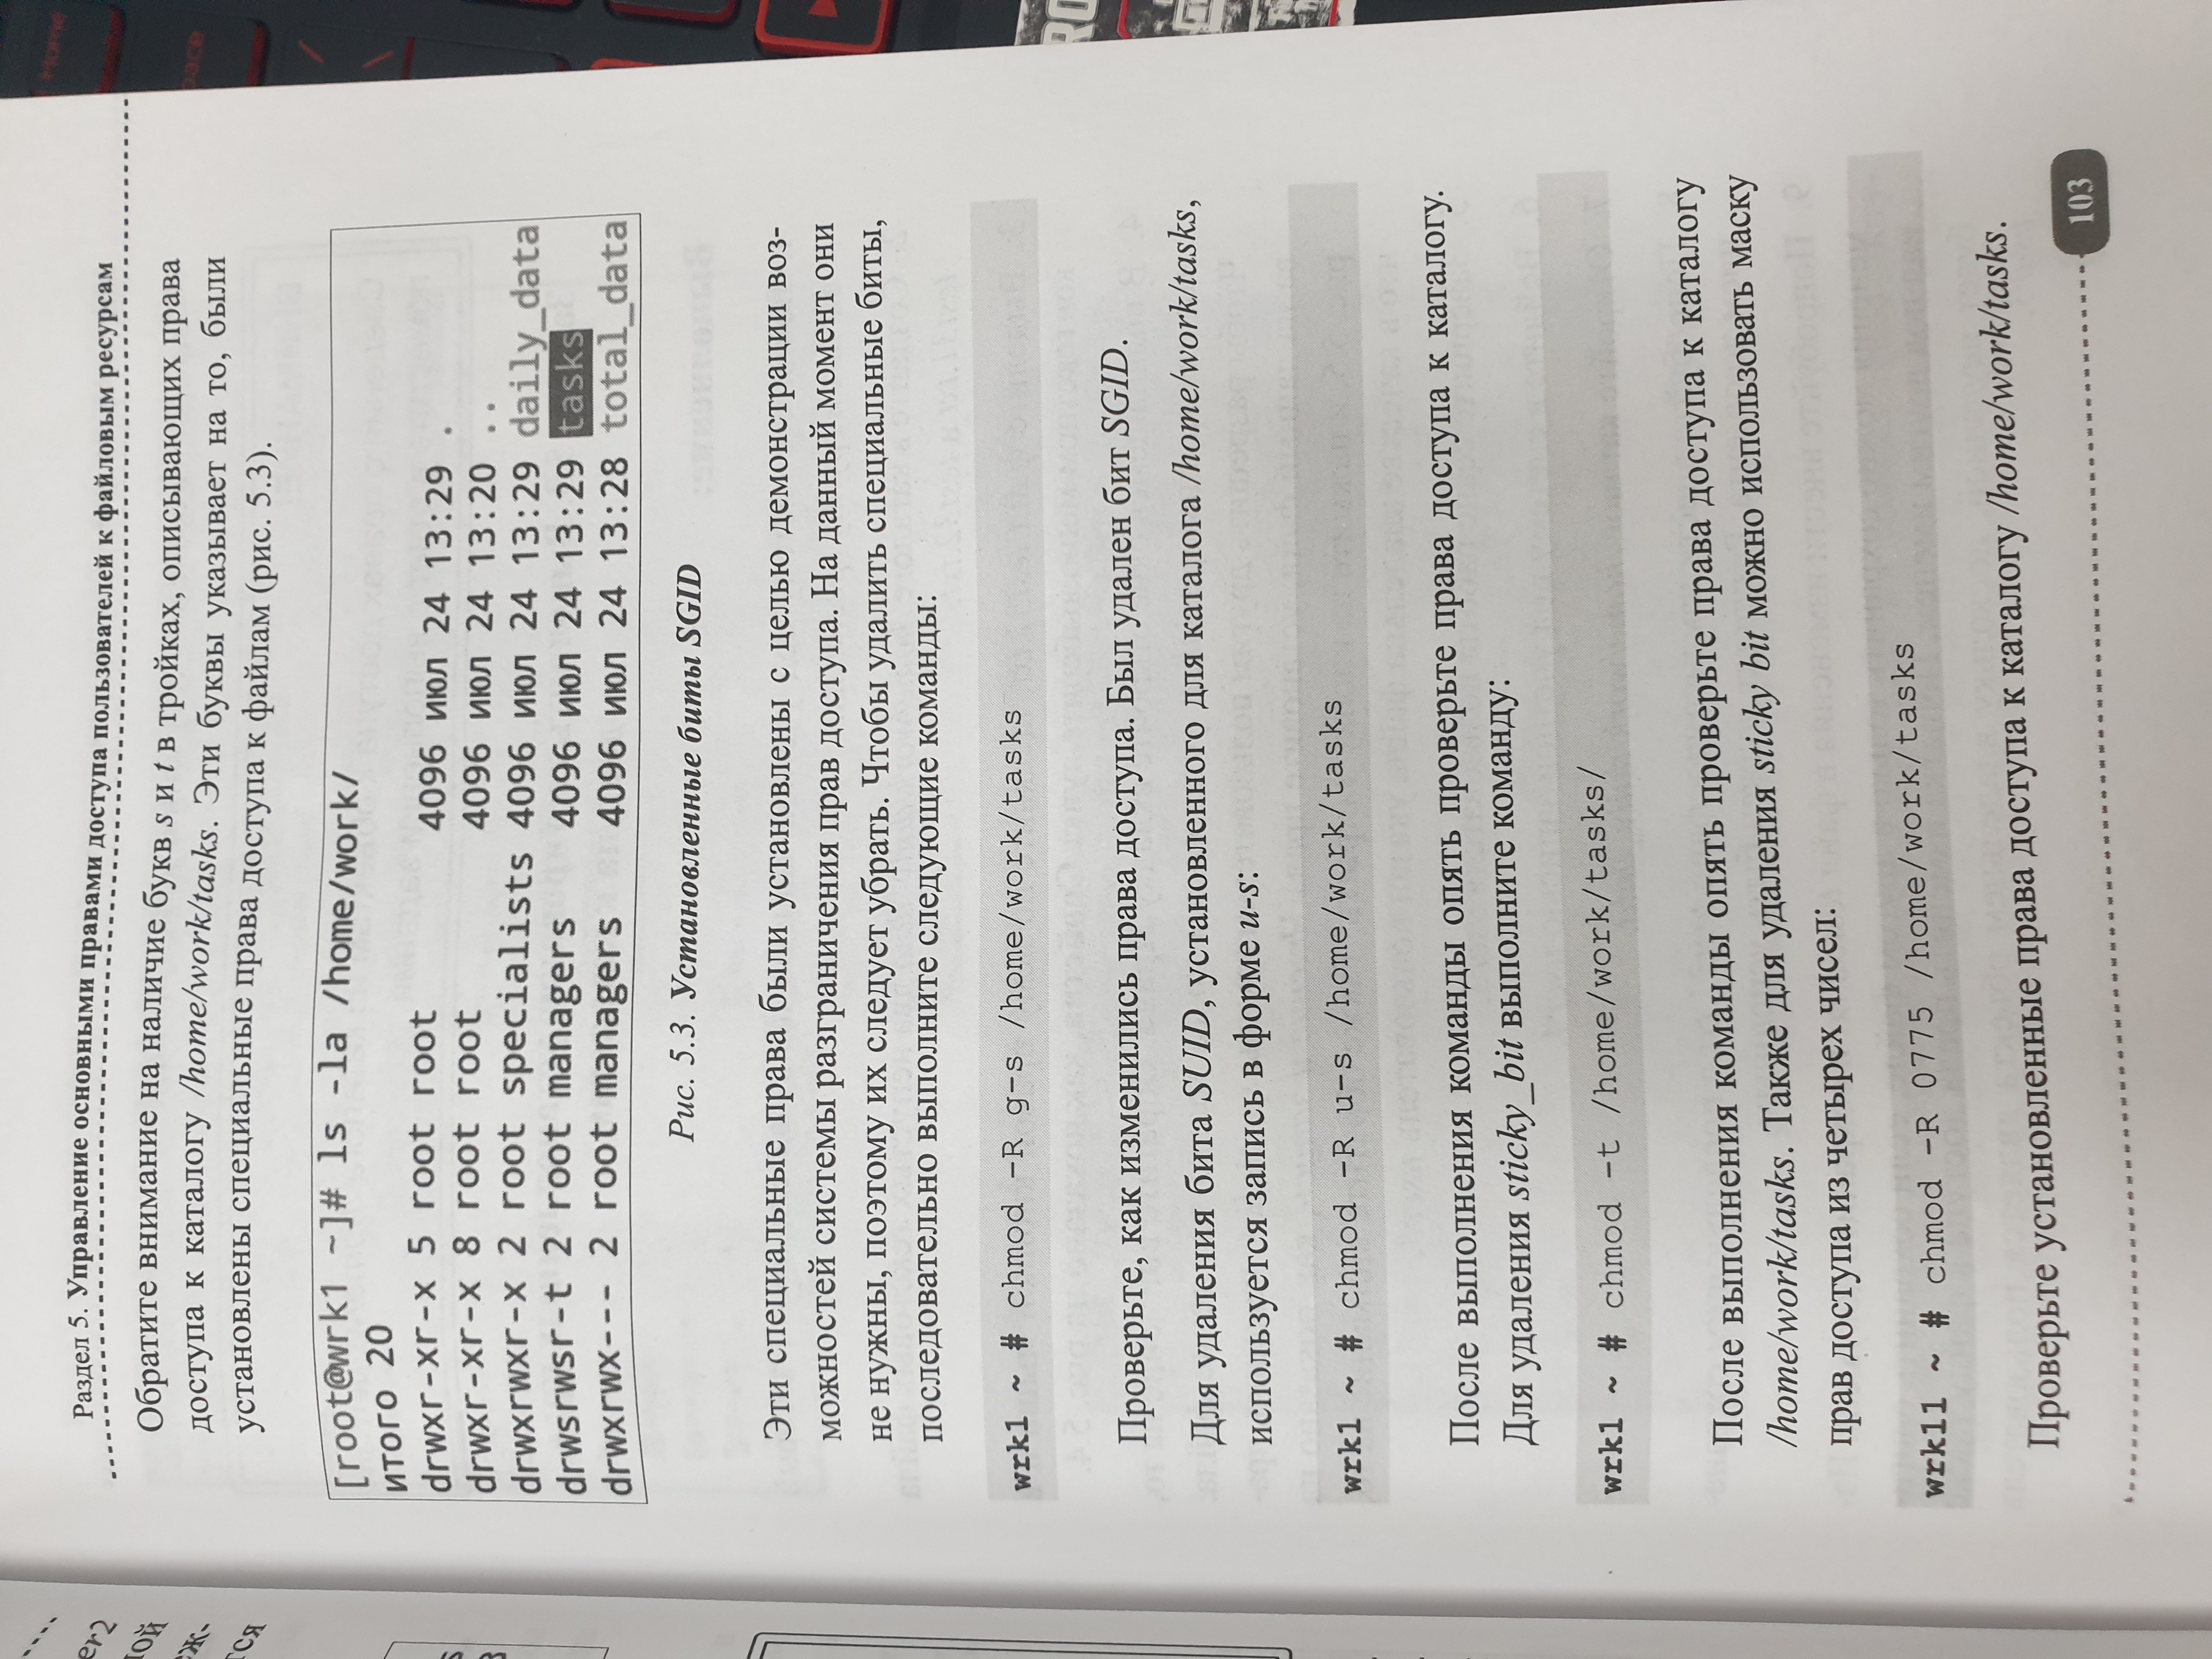 Раздел 5. Управление основными правами доступа пользователей к файловым ресурсам
Обратите внимание на наличие букв s и t в тройках, описывающих права
доступа к каталогу /home/work/tasks. Эти буквы указывает на то, были
установлены специальные права доступа к файлам (рис. 5.3).
[root@wrk1 ~]# ls -la /home/work/
итого 20
drwxr-xr-x 5 root root 4096 июл 24 13:29 .
drwxr-xr-x 8 root root 4096 июл 24 13:20 ..
drwxrwxr-x 2 root specialists 4096 июл 24 13:29 daily_data
drwsrwsr-t 2 root managers 4096 июл 24 13:29 tasks
drwxrwx--- 2 root managers 4096 июл 24 13:28 total_data
Рис. 5.3. Установленные биты SGID
Эти специальные права были установлены с целью демонстрации воз-
можностей системы разграничения прав доступа. На данный момент они
не нужны, поэтому их следует убрать. Чтобы удалить специальные биты,
последовательно выполните следующие команды:
wrk1 ~ # chmod -R g-s /home/work/tasks
Проверьте, как изменились права доступа. Был удален бит SGID.
Для удаления бита SUID, установленного для каталога /home/work/tasks,
используется запись в форме u-s:
wrk1 ~ # chmod -R u-s /home/work/tasks
После выполнения команды опять проверьте права доступа к каталогу.
Для удаления sticky_bit выполните команду:
wrk1 ~ # chmod -t /home/work/tasks/
После выполнения команды опять проверьте права доступа к каталогу
/home/work/tasks. Также для удаления sticky bit можно использовать маску
прав доступа из четырех чисел:
wrk11 ~ # chmod -R 0775 /home/work/tasks
Проверьте установленные права доступа к каталогу /home/work/tasks.
103
Home